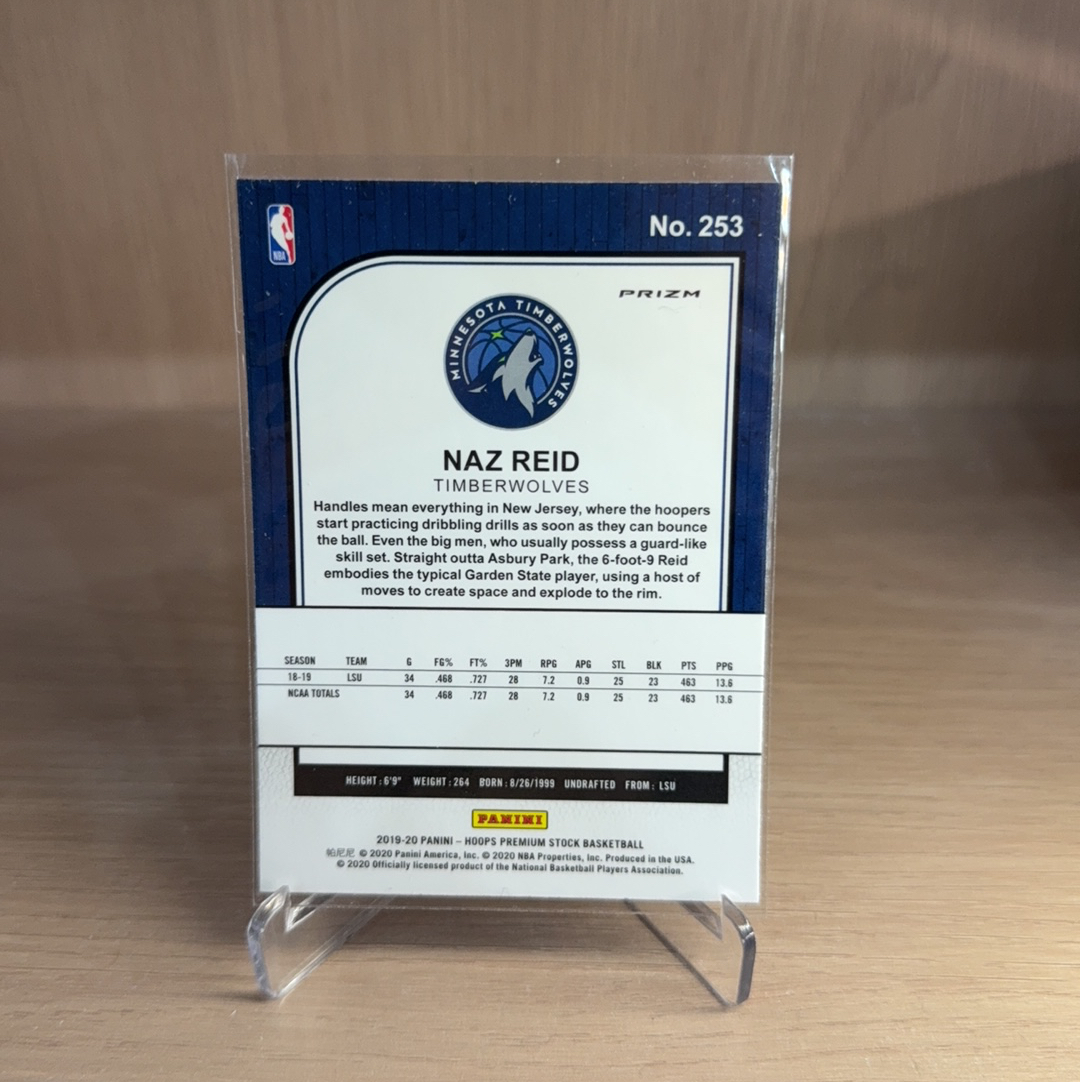 No. 253
NBA
PRIZM
MINNESOTA TIMBERWOLVES
NAZ REID
TIMBERWOLVES
Handles mean everything in New Jersey, where the hoopers
start practicing dribbling drills as soon as they can bounce
the ball. Even the big men, who usually possess a guard-like
skill set. Straight outta Asbury Park, the 6-foot-9 Reid
embodies the typical Garden State player, using a host of
moves to create space and explode to the rim.
SEASON TEAM G FG% FT% 3PM RPG APG STL BLK PTS PPG
18-19 LSU 34 .468 .727 28 7.2 0.9 25 23 463 13.6
NCAA TOTALS 34 .468 .727 28 7.2 0.9 25 23 463 13.6
HEIGHT: 6'9" WEIGHT: 264 BORN: 8/26/1999 UNDRAFTED FROM: LSU
PANINI
2019-20 PANINI – HOOPS PREMIUM STOCK BASKETBALL
帕尼尼 © 2020 Panini America, Inc. © 2020 NBA Properties, Inc. Produced in the USA.
© 2020 Officially licensed product of the National Basketball Players Association.